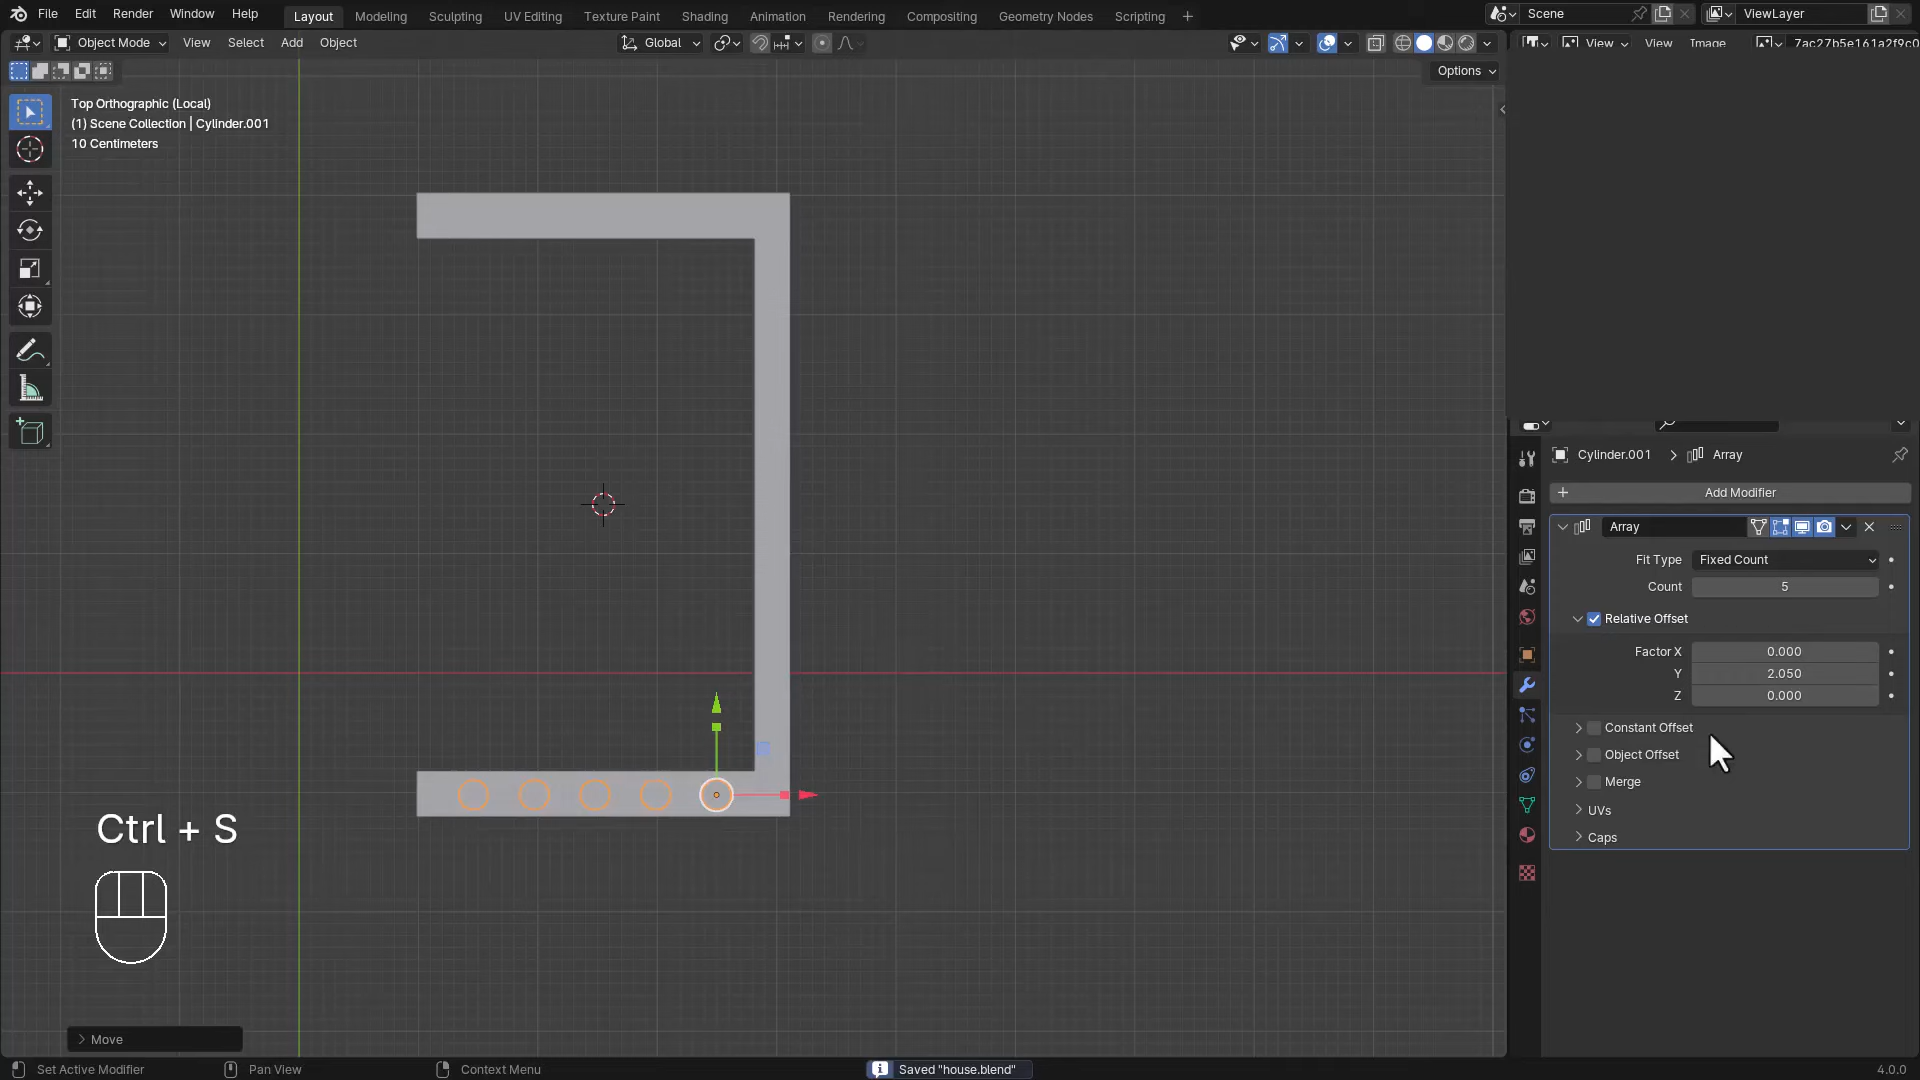 File Edit Render Window Help Layout Modeling Sculpting UV Editing Texture Paint Shading Animation Rendering Compositing Geometry Nodes Scripting + Scene ViewLayer
Object Mode View Select Add Object Global View View Image 7ac27b5e161a2f9c0
Options
Top Orthographic (Local)
(1) Scene Collection | Cylinder.001
10 Centimeters
Cylinder.001 > Array
+ Add Modifier
Array
Fit Type Fixed Count
Count 5
Relative Offset
Factor X 0.000
Y 2.050
Z 0.000
Constant Offset
Object Offset
Merge
UVs
Caps
Ctrl + S
Move
Set Active Modifier Pan View Context Menu Saved "house.blend" 4.0.0